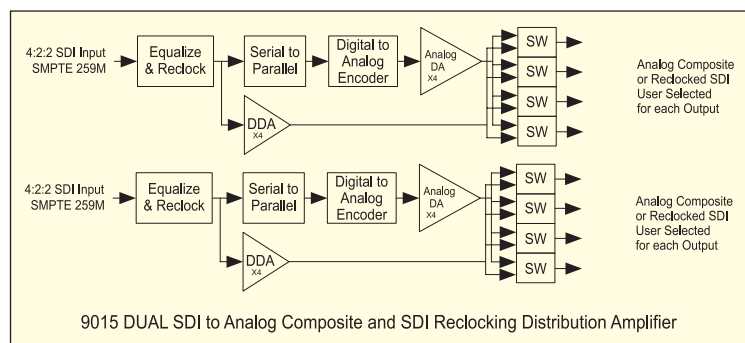 4:2:2 SDI Input
SMPTE 259M
Equalize
& Reclock
Serial to
Parallel
Digital to
Analog
Encoder
Analog
DA
X4
DDA
X4
SW
SW
SW
SW
Analog Composite
or Reclocked SDI
User Selected
for each Output
4:2:2 SDI Input
SMPTE 259M
Equalize
& Reclock
Serial to
Parallel
Digital to
Analog
Encoder
Analog
DA
X4
DDA
X4
SW
SW
SW
SW
Analog Composite
or Reclocked SDI
User Selected
for each Output
9015 DUAL SDI to Analog Composite and SDI Reclocking Distribution Amplifier